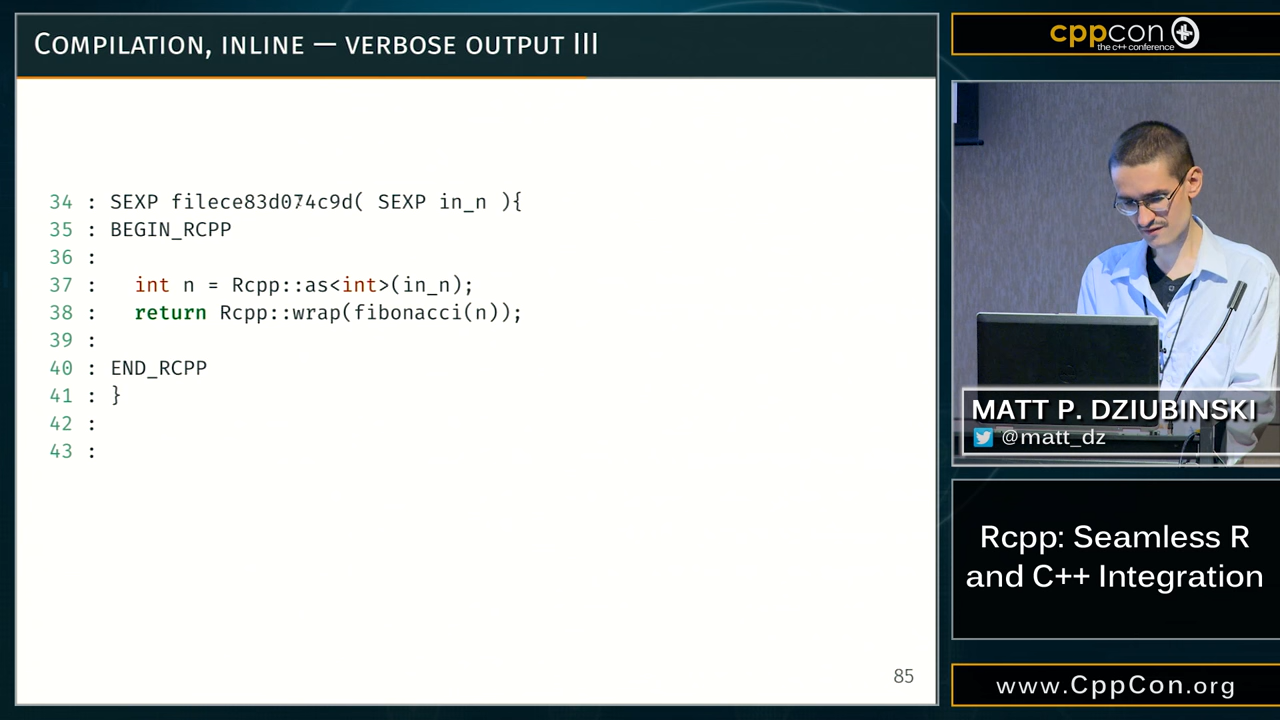 COMPILATION, INLINE — VERBOSE OUTPUT III
34 : SEXP filece83d074c9d( SEXP in_n ){
35 : BEGIN_RCPP
36 :
37 :   int n = Rcpp::as<int>(in_n);
38 :   return Rcpp::wrap(fibonacci(n));
39 :
40 : END_RCPP
41 : }
42 :
43 :
85
cppcon
the c++ conference
MATT P. DZIUBINSKI
@matt_dz
Rcpp: Seamless R
and C++ Integration
www.CppCon.org